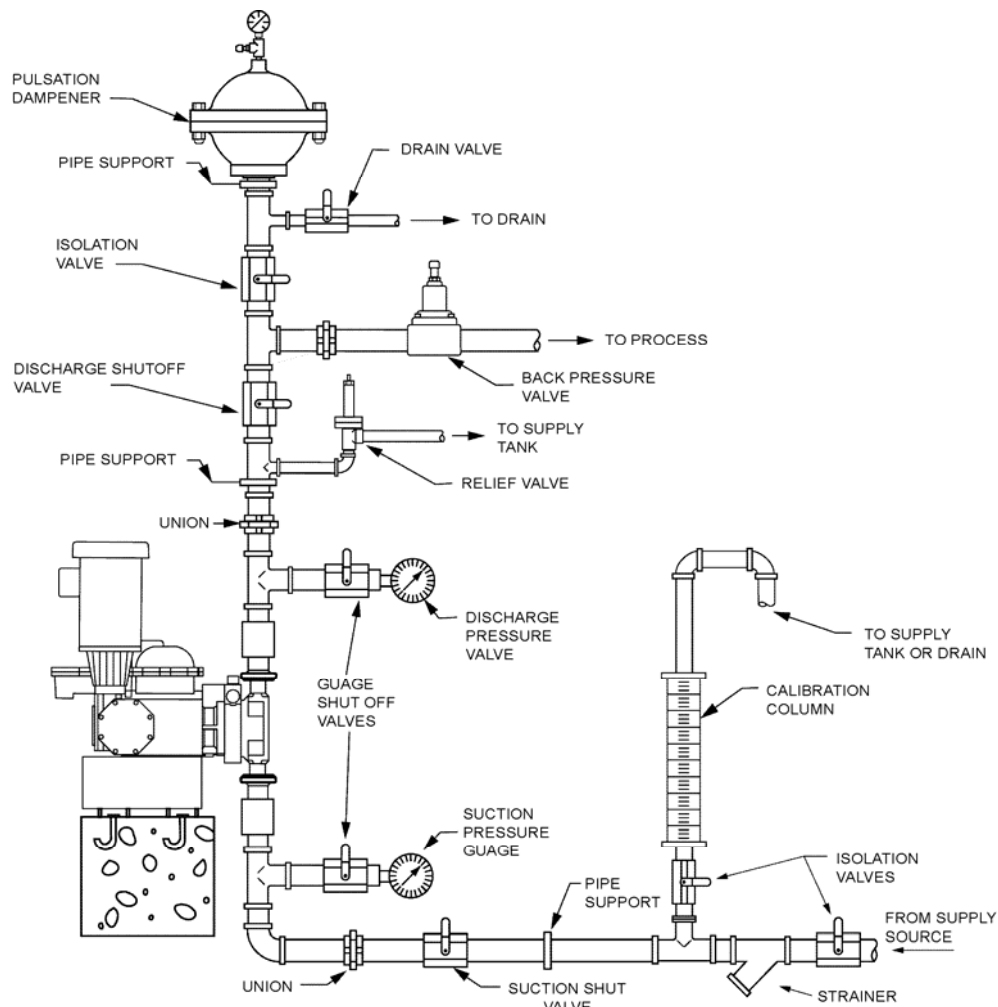 PULSATION
DAMPENER
PIPE SUPPORT
DRAIN VALVE
TO DRAIN
ISOLATION
VALVE
TO PROCESS
DISCHARGE SHUTOFF
VALVE
BACK PRESSURE
VALVE
TO SUPPLY
TANK
PIPE SUPPORT
RELIEF VALVE
UNION
DISCHARGE
PRESSURE
VALVE
TO SUPPLY
TANK OR DRAIN
GUAGE
SHUT OFF
VALVES
CALIBRATION
COLUMN
SUCTION
PRESSURE
GUAGE
ISOLATION
VALVES
PIPE
SUPPORT
FROM SUPPLY
SOURCE
UNION
SUCTION SHUT
VALVE
STRAINER